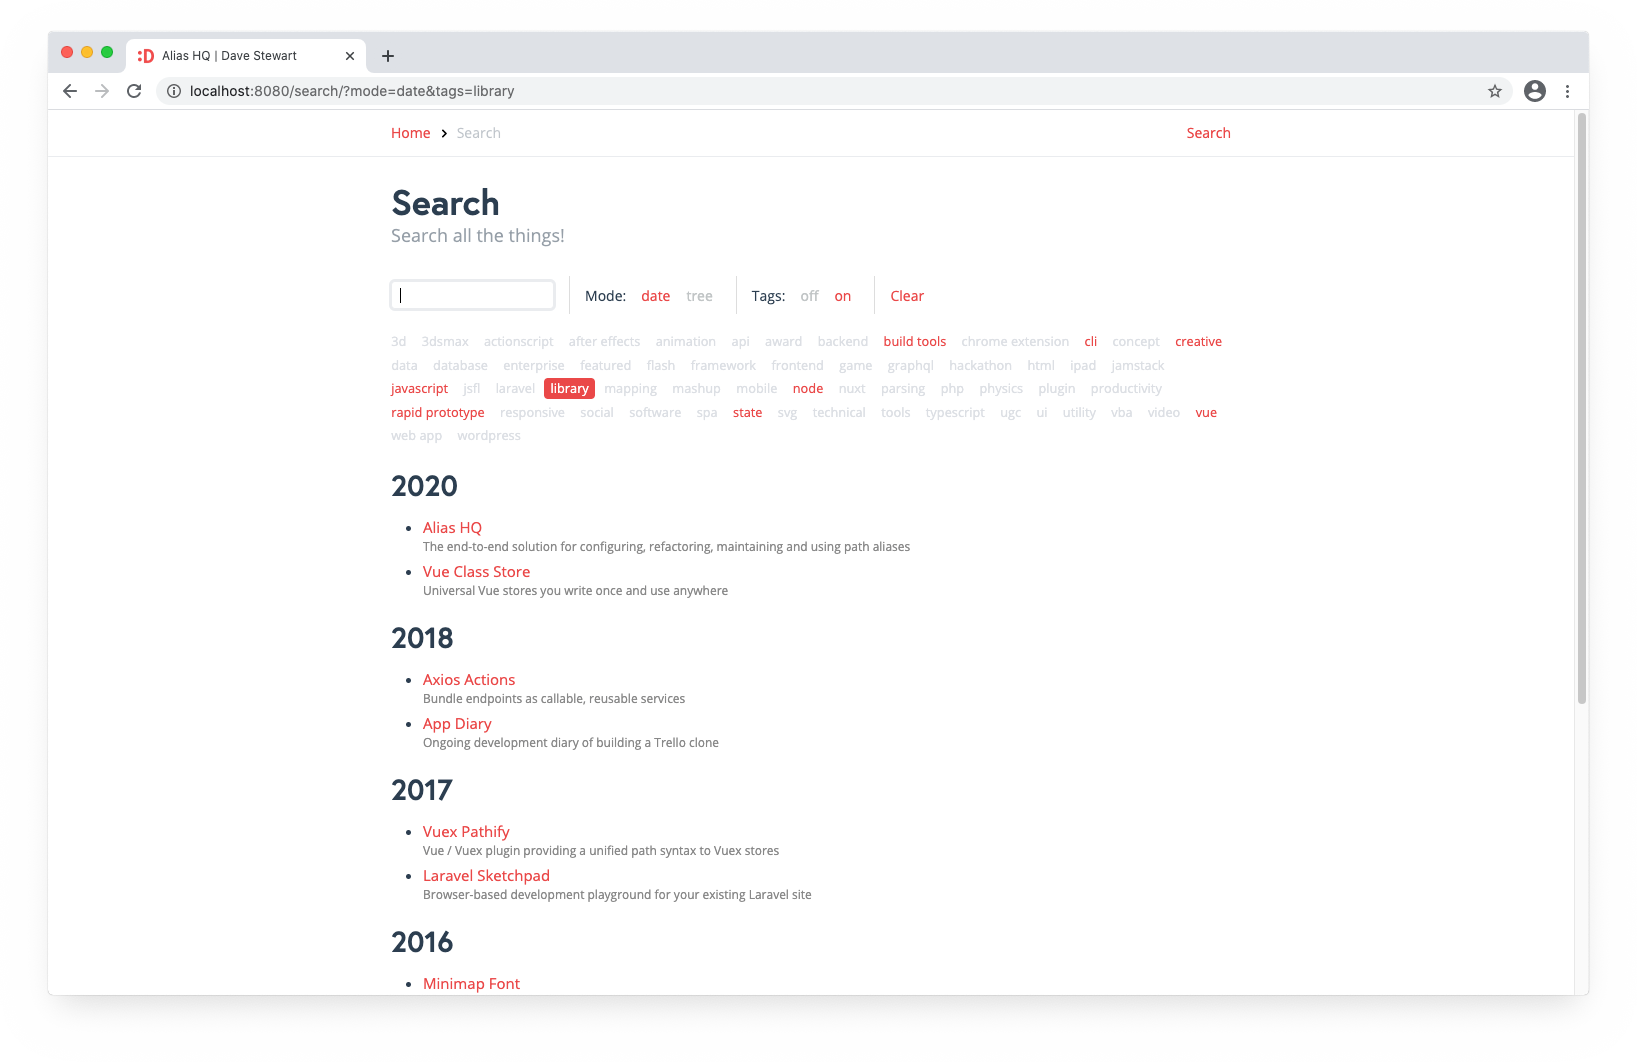 :D Alias HQ | Dave Stewart
localhost:8080/search/?mode=date&tags=library
Home Search Search
Search
Search all the things!
Mode: date tree Tags: off on Clear
3d 3dsmax actionscript after effects animation api award backend build tools chrome extension cli concept creative
data database enterprise featured flash framework frontend game graphql hackathon html ipad jamstack
javascript jsfl laravel library mapping mashup mobile node nuxt parsing php physics plugin productivity
rapid prototype responsive social software spa state svg technical tools typescript ugc ui utility vba video vue
web app wordpress
2020
Alias HQ
The end-to-end solution for configuring, refactoring, maintaining and using path aliases
Vue Class Store
Universal Vue stores you write once and use anywhere
2018
Axios Actions
Bundle endpoints as callable, reusable services
App Diary
Ongoing development diary of building a Trello clone
2017
Vuex Pathify
Vue / Vuex plugin providing a unified path syntax to Vuex stores
Laravel Sketchpad
Browser-based development playground for your existing Laravel site
2016
Minimap Font